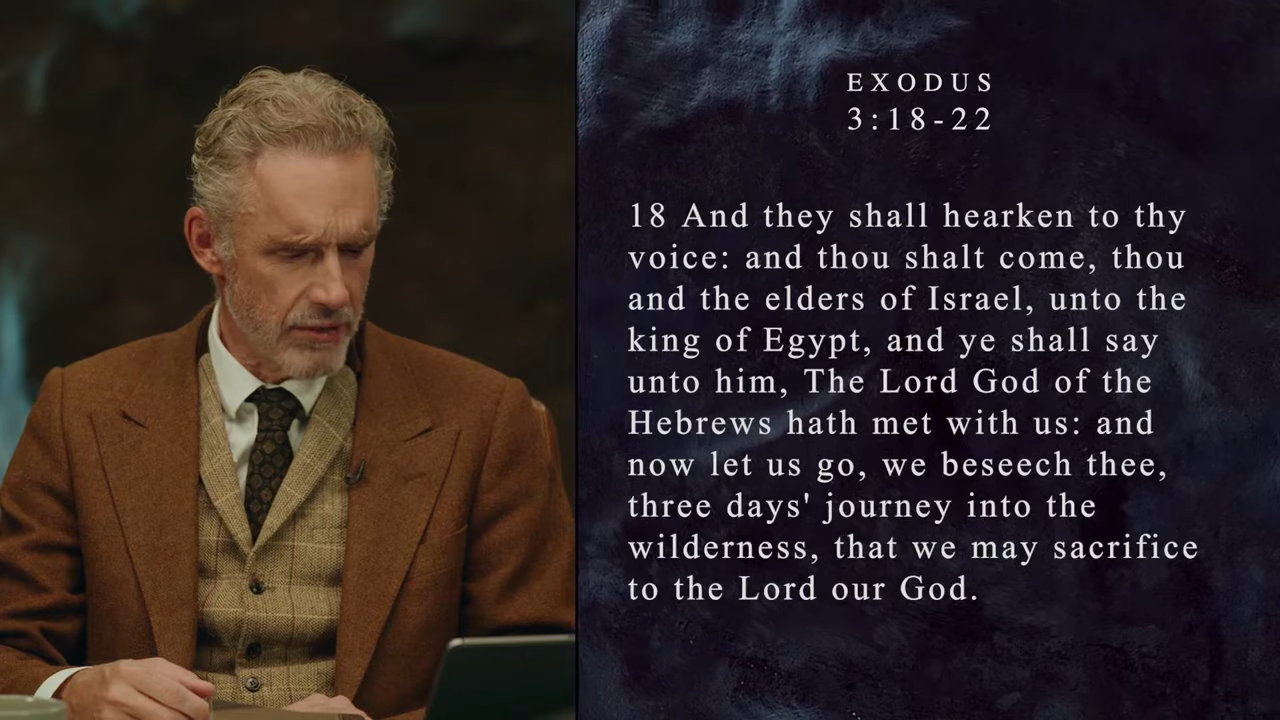 EXODUS
3:18-22
18 And they shall hearken to thy
voice: and thou shalt come, thou
and the elders of Israel, unto the
king of Egypt, and ye shall say
unto him, The Lord God of the
Hebrews hath met with us: and
now let us go, we beseech thee,
three days' journey into the
wilderness, that we may sacrifice
to the Lord our God.